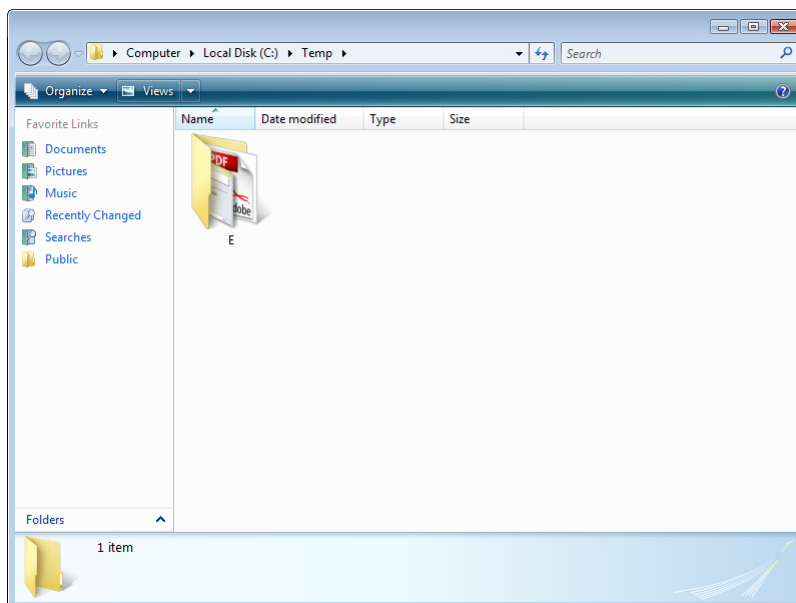 Computer Local Disk (C:) Temp Search
Organize Views
Favorite Links
Documents
Pictures
Music
Recently Changed
Searches
Public
Folders
Name Date modified Type Size
PDF
Adobe
E
1 item